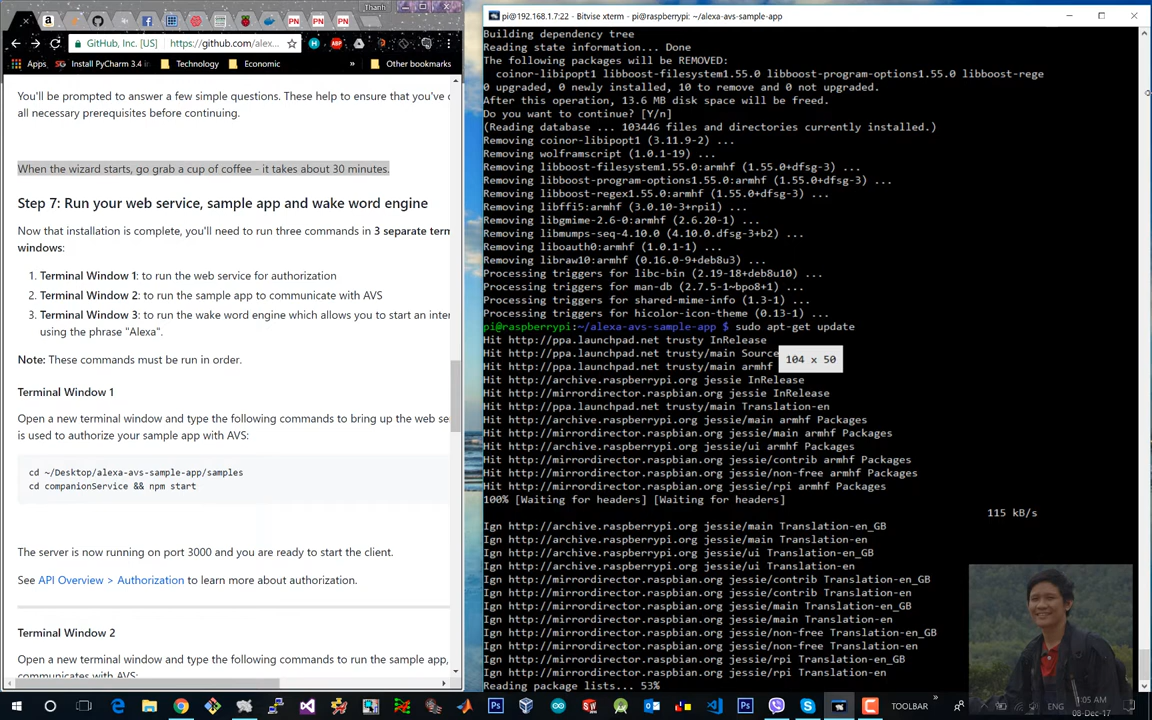 Thanh
GitHub, Inc. [US]
https://github.com/alex...
Apps
Install PyCharm 3.4 i
Technology
Economic
»
Other bookmarks
You'll be prompted to answer a few simple questions. These help to ensure that you've c
all necessary prerequisites before continuing.
When the wizard starts, go grab a cup of coffee - it takes about 30 minutes.
Step 7: Run your web service, sample app and wake word engine
Now that installation is complete, you'll need to run three commands in 3 separate term
windows:
1. Terminal Window 1: to run the web service for authorization
2. Terminal Window 2: to run the sample app to communicate with AVS
3. Terminal Window 3: to run the wake word engine which allows you to start an inte
using the phrase "Alexa".
Note: These commands must be run in order.
Terminal Window 1
Open a new terminal window and type the following commands to bring up the web se
is used to authorize your sample app with AVS:
cd ~/Desktop/alexa-avs-sample-app/samples
cd companionService && npm start
The server is now running on port 3000 and you are ready to start the client.
See API Overview > Authorization to learn more about authorization.
Terminal Window 2
Open a new terminal window and type the following commands to run the sample app,
communicates with AVS:
pi@192.168.1.7:22 - Bitvise xterm - pi@raspberrypi: ~/alexa-avs-sample-app
Building dependency tree
Reading state information... Done
The following packages will be REMOVED:
coinor-libipopt1 libboost-filesystem1.55.0 libboost-program-options1.55.0 libboost-rege
0 upgraded, 0 newly installed, 10 to remove and 0 not upgraded.
After this operation, 13.6 MB disk space will be freed.
Do you want to continue? [Y/n]
(Reading database ... 103446 files and directories currently installed.)
Removing coinor-libipopt1 (3.11.9-2) ...
Removing wolframscript (1.0.1-19) ...
Removing libboost-filesystem1.55.0:armhf (1.55.0+dfsg-3) ...
Removing libboost-program-options1.55.0:armhf (1.55.0+dfsg-3) ...
Removing libboost-regex1.55.0:armhf (1.55.0+dfsg-3) ...
Removing libffi5:armhf (3.0.10-3+rpi1) ...
Removing libgmime-2.6-0:armhf (2.6.20-1) ...
Removing libmumps-seq-4.10.0 (4.10.0.dfsg-3+b2) ...
Removing liboauth0:armhf (1.0.1-1) ...
Removing libraw10:armhf (0.16.0-9+deb8u3) ...
Processing triggers for libc-bin (2.19-18+deb8u10) ...
Processing triggers for man-db (2.7.5-1~bpo8+1) ...
Processing triggers for shared-mime-info (1.3-1) ...
Processing triggers for hicolor-icon-theme (0.13-1) ...
pi@raspberrypi:~/alexa-avs-sample-app $ sudo apt-get update
Hit http://ppa.launchpad.net trusty InRelease
Hit http://ppa.launchpad.net trusty/main Source
104 x 50
Hit http://ppa.launchpad.net trusty/main armhf
Hit http://archive.raspberrypi.org jessie InRelease
Hit http://mirrordirector.raspbian.org jessie InRelease
Hit http://ppa.launchpad.net trusty/main Translation-en
Hit http://archive.raspberrypi.org jessie/main armhf Packages
Hit http://mirrordirector.raspbian.org jessie/main armhf Packages
Hit http://archive.raspberrypi.org jessie/ui armhf Packages
Hit http://mirrordirector.raspbian.org jessie/contrib armhf Packages
Hit http://mirrordirector.raspbian.org jessie/non-free armhf Packages
Hit http://mirrordirector.raspbian.org jessie/rpi armhf Packages
100% [Waiting for headers] [Waiting for headers]
115 kB/s
Ign http://archive.raspberrypi.org jessie/main Translation-en_GB
Ign http://archive.raspberrypi.org jessie/main Translation-en
Ign http://archive.raspberrypi.org jessie/ui Translation-en_GB
Ign http://archive.raspberrypi.org jessie/ui Translation-en
Ign http://mirrordirector.raspbian.org jessie/contrib Translation-en_GB
Ign http://mirrordirector.raspbian.org jessie/contrib Translation-en
Ign http://mirrordirector.raspbian.org jessie/main Translation-en_GB
Ign http://mirrordirector.raspbian.org jessie/main Translation-en
Ign http://mirrordirector.raspbian.org jessie/non-free Translation-en_GB
Ign http://mirrordirector.raspbian.org jessie/non-free Translation-en
Ign http://mirrordirector.raspbian.org jessie/rpi Translation-en_GB
Ign http://mirrordirector.raspbian.org jessie/rpi Translation-en
Reading package lists... 53%
TOOLBAR
»
ENG
1:05 AM
08-Dec-17